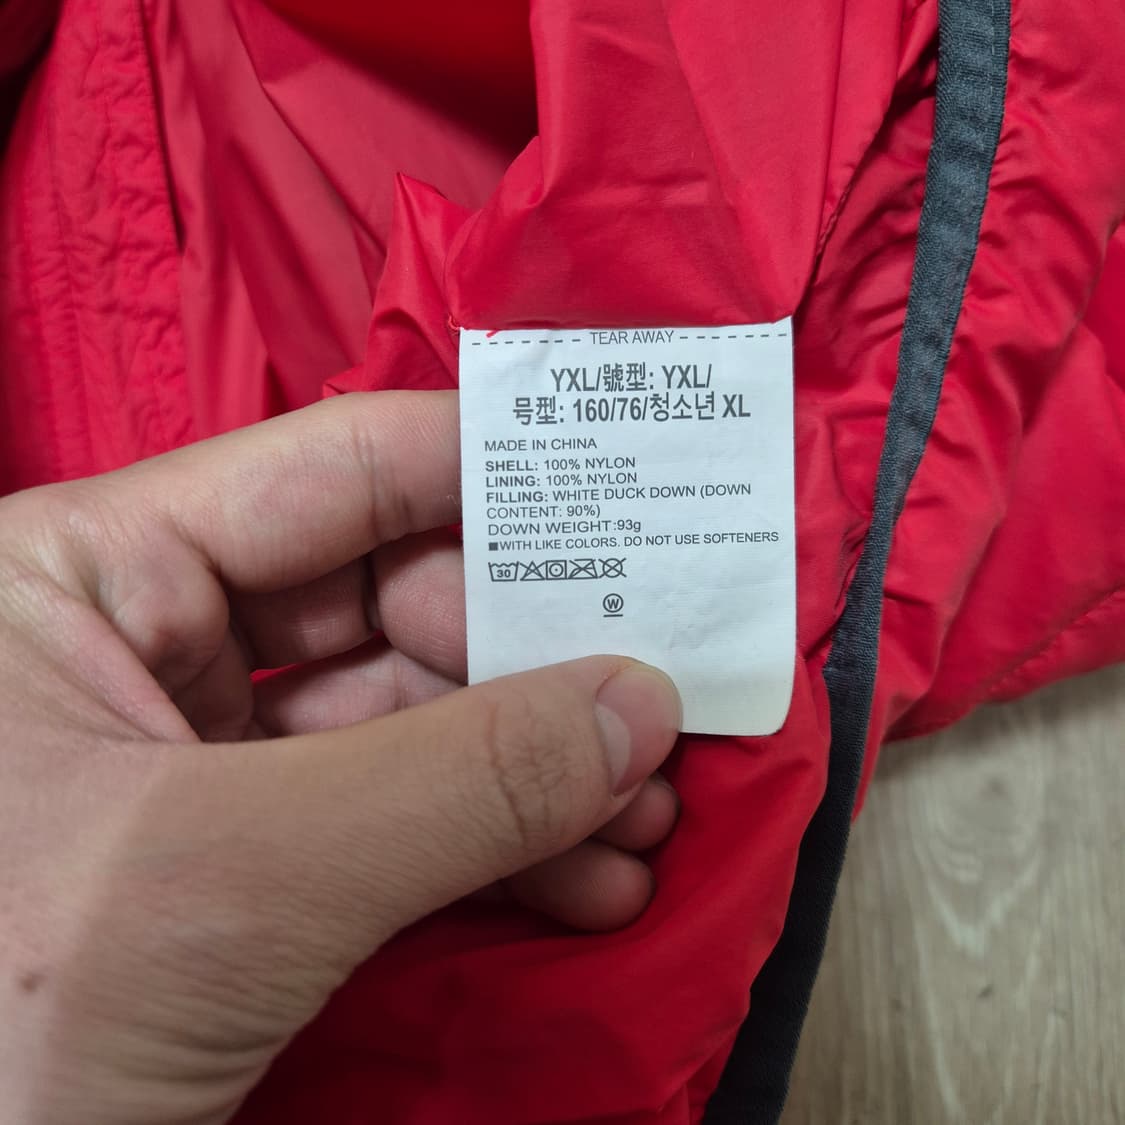 TEAR AWAY
YXL/號型: YXL/
号型: 160/76/청소년 XL
MADE IN CHINA
SHELL: 100% NYLON
LINING: 100% NYLON
FILLING: WHITE DUCK DOWN (DOWN
CONTENT: 90%)
DOWN WEIGHT:93g
■WITH LIKE COLORS. DO NOT USE SOFTENERS
30
W